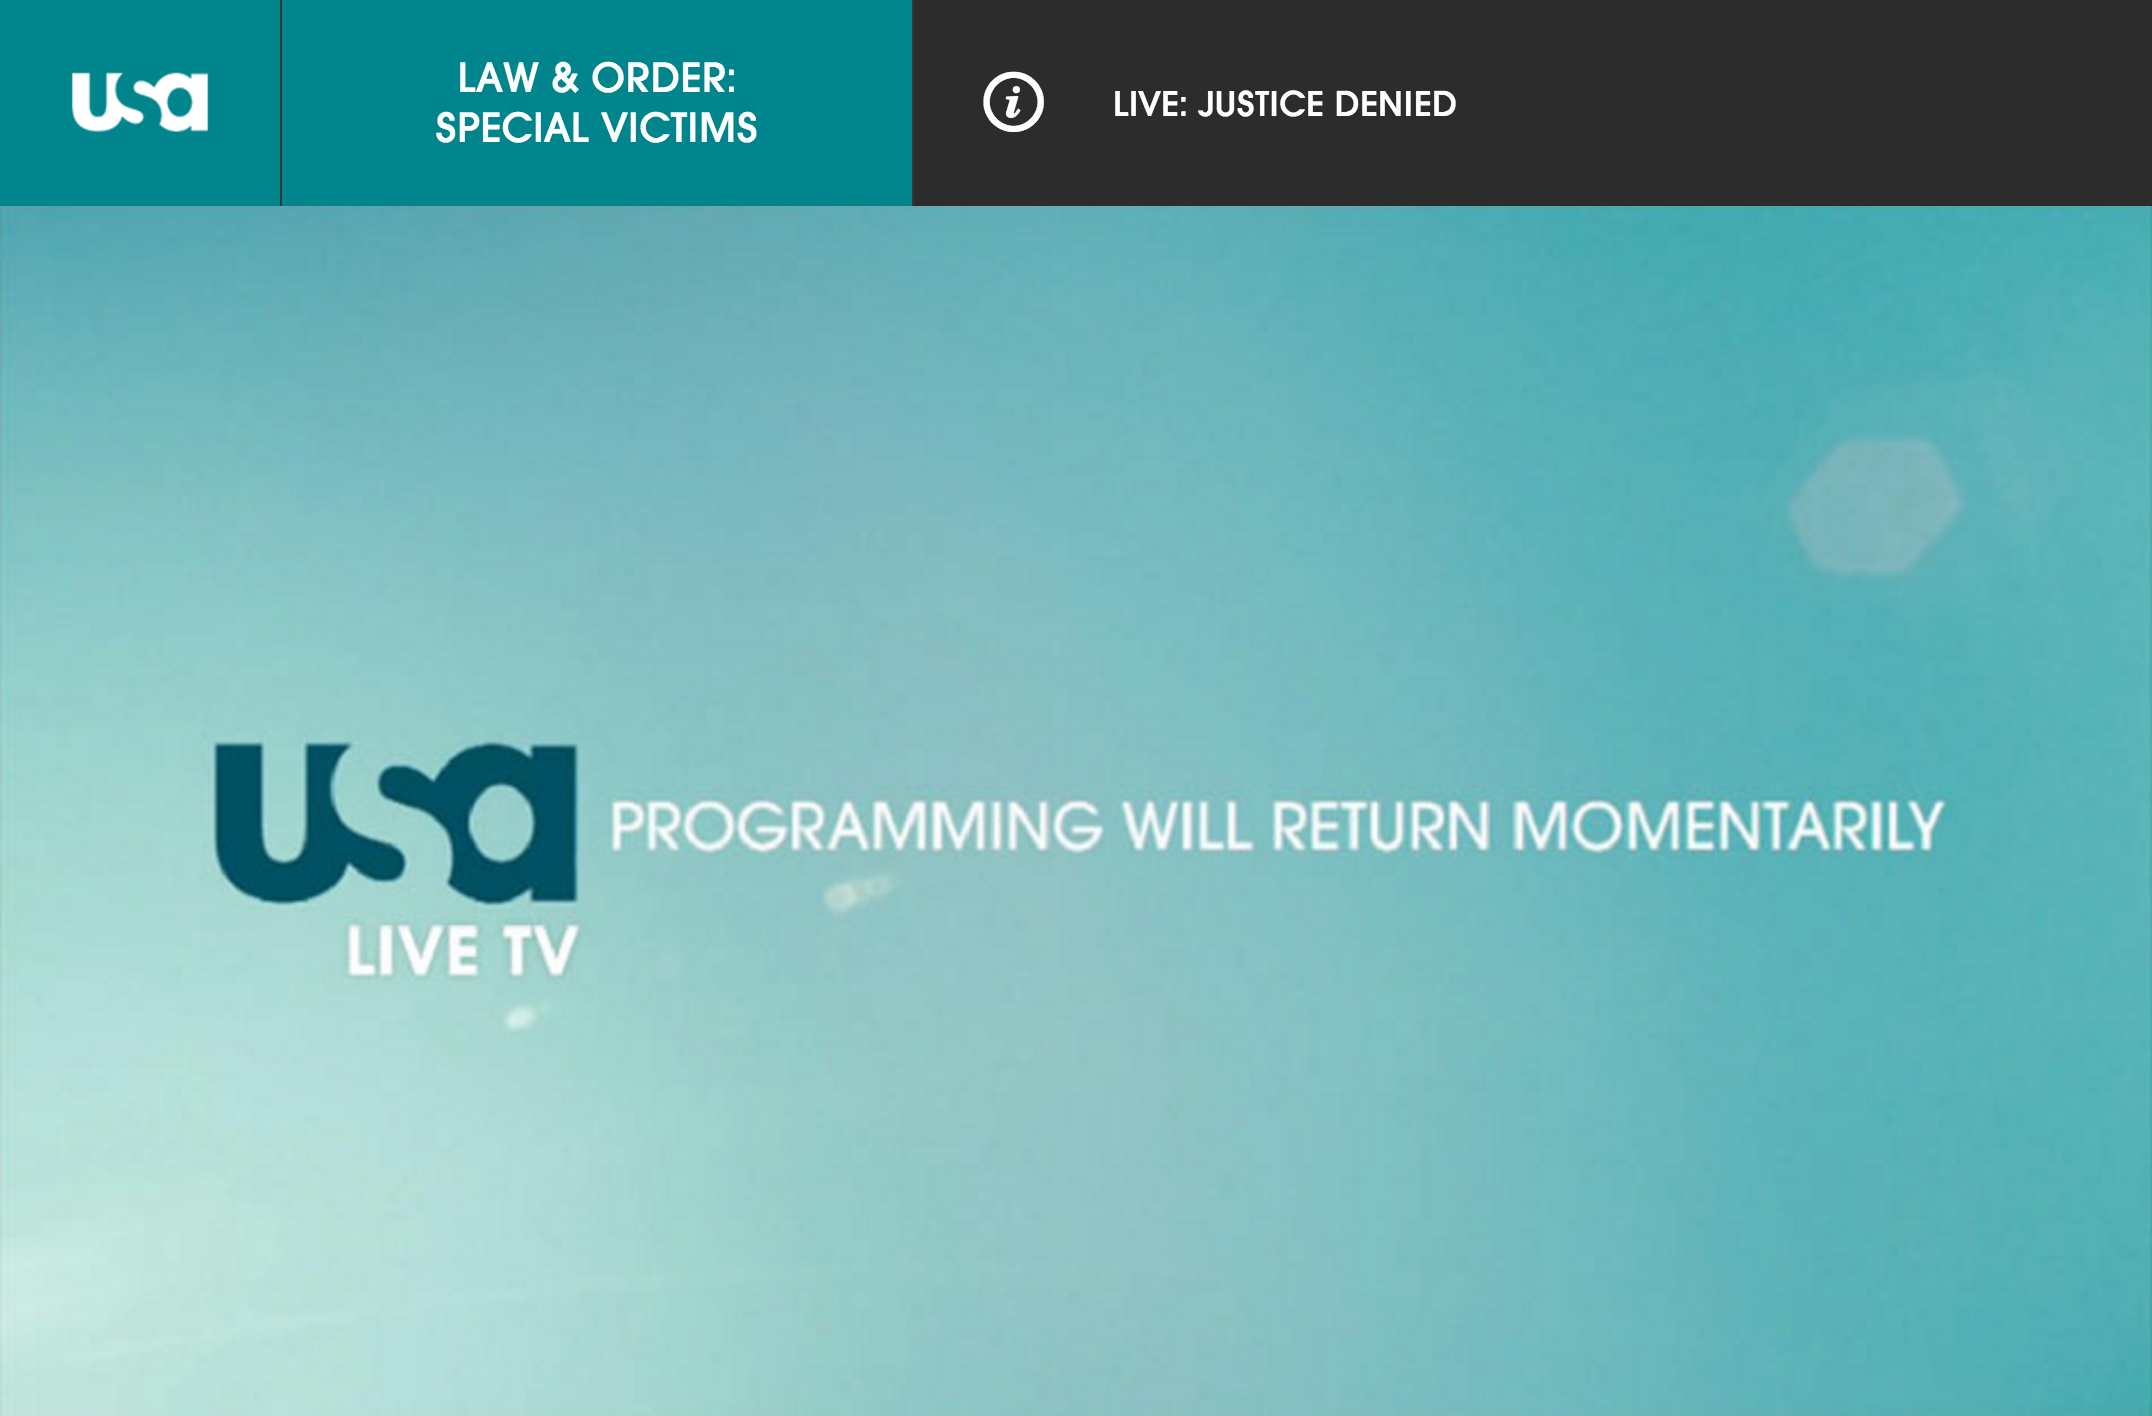 usa
LAW & ORDER:
SPECIAL VICTIMS
i
LIVE: JUSTICE DENIED
usa
PROGRAMMING WILL RETURN MOMENTARILY
LIVE TV